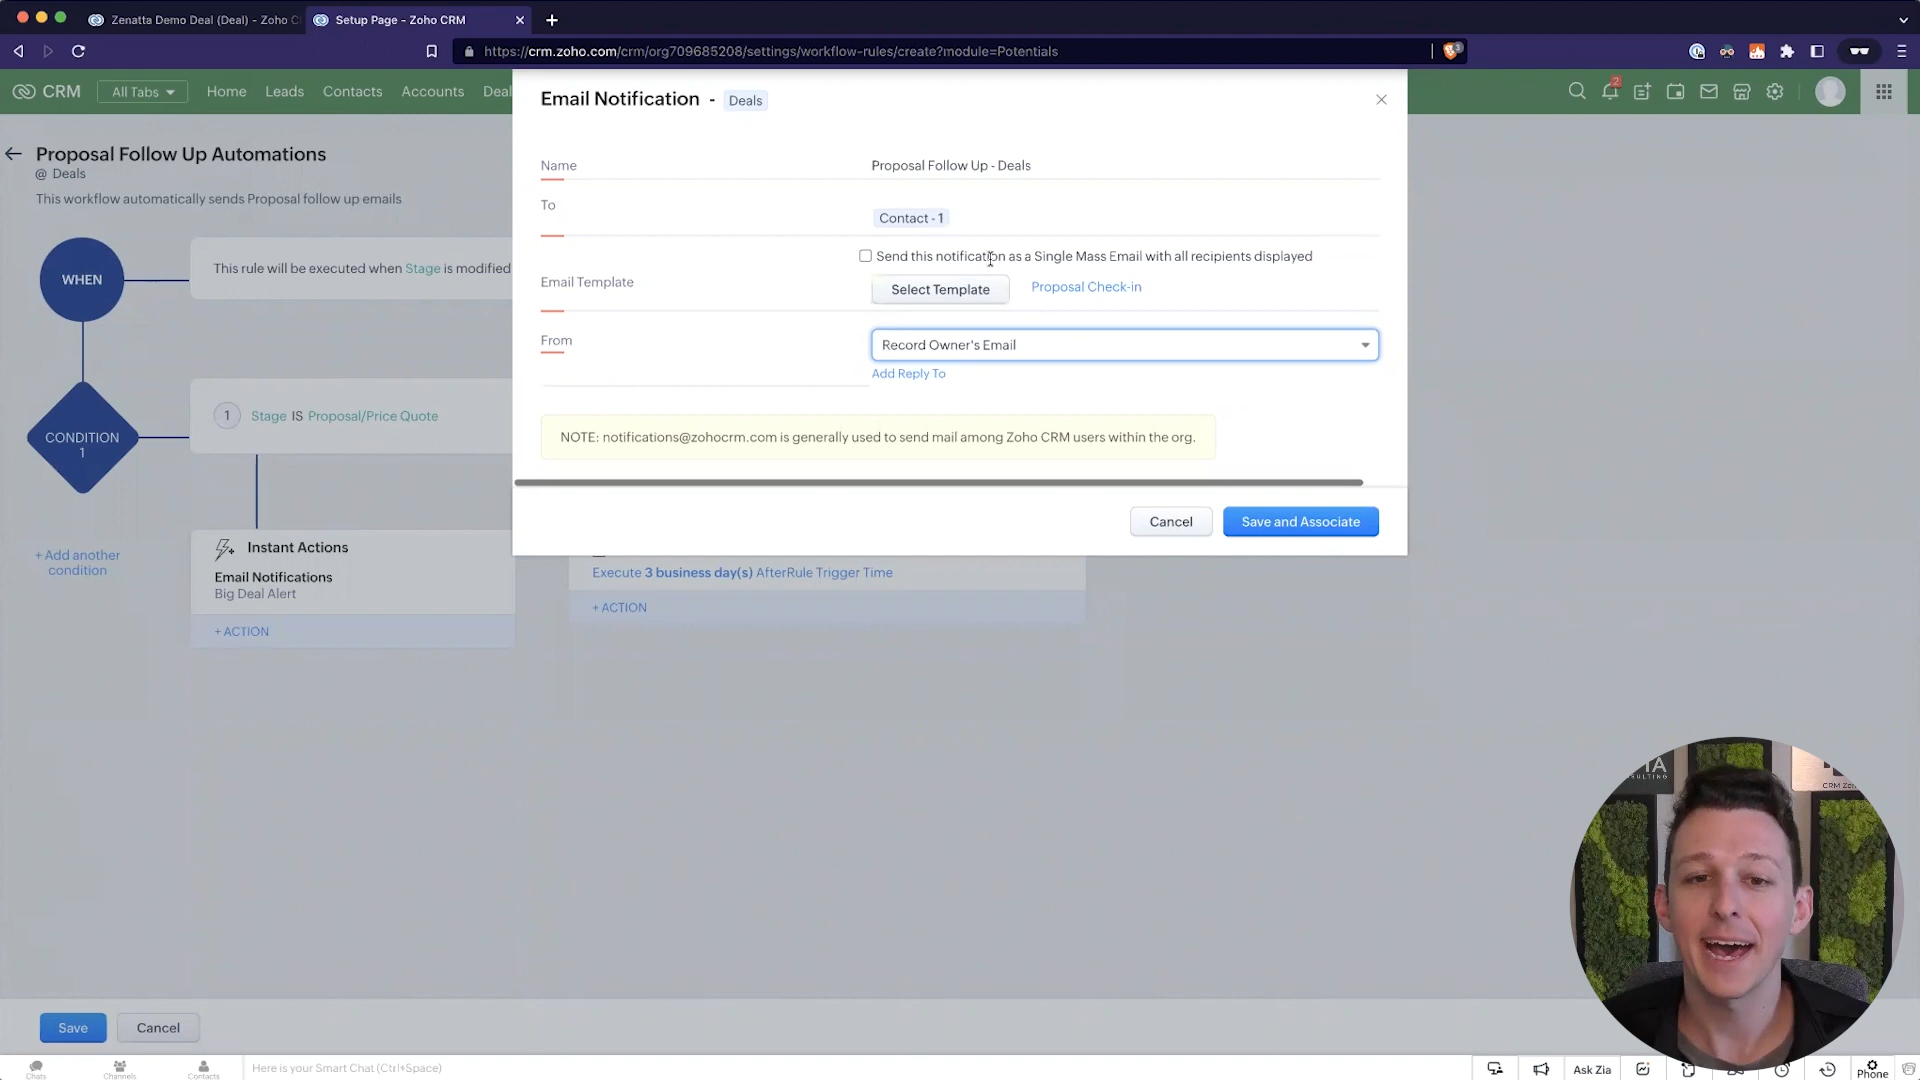 Zenatta Demo Deal (Deal) - Zoho C
Setup Page - Zoho CRM
https://crm.zoho.com/crm/org709685208/settings/workflow-rules/create?module=Potentials
3
CRM
All Tabs
Home
Leads
Contacts
Accounts
Deal
2
Email Notification - Deals
Proposal Follow Up Automations
@ Deals
This workflow automatically sends Proposal follow up emails
Name
Proposal Follow Up - Deals
To
Contact - 1
Send this notification as a Single Mass Email with all recipients displayed
Email Template
Select Template
Proposal Check-in
From
Record Owner's Email
Add Reply To
NOTE: notifications@zohocrm.com is generally used to send mail among Zoho CRM users within the org.
Cancel
Save and Associate
WHEN
This rule will be executed when Stage is modified
CONDITION
1
1
Stage IS Proposal/Price Quote
+ Add another
condition
Instant Actions
Email Notifications
Big Deal Alert
+ ACTION
Execute 3 business day(s) AfterRule Trigger Time
+ ACTION
Save
Cancel
Chats
Channels
Contacts
Here is your Smart Chat (Ctrl+Space)
Ask Zia
Phone